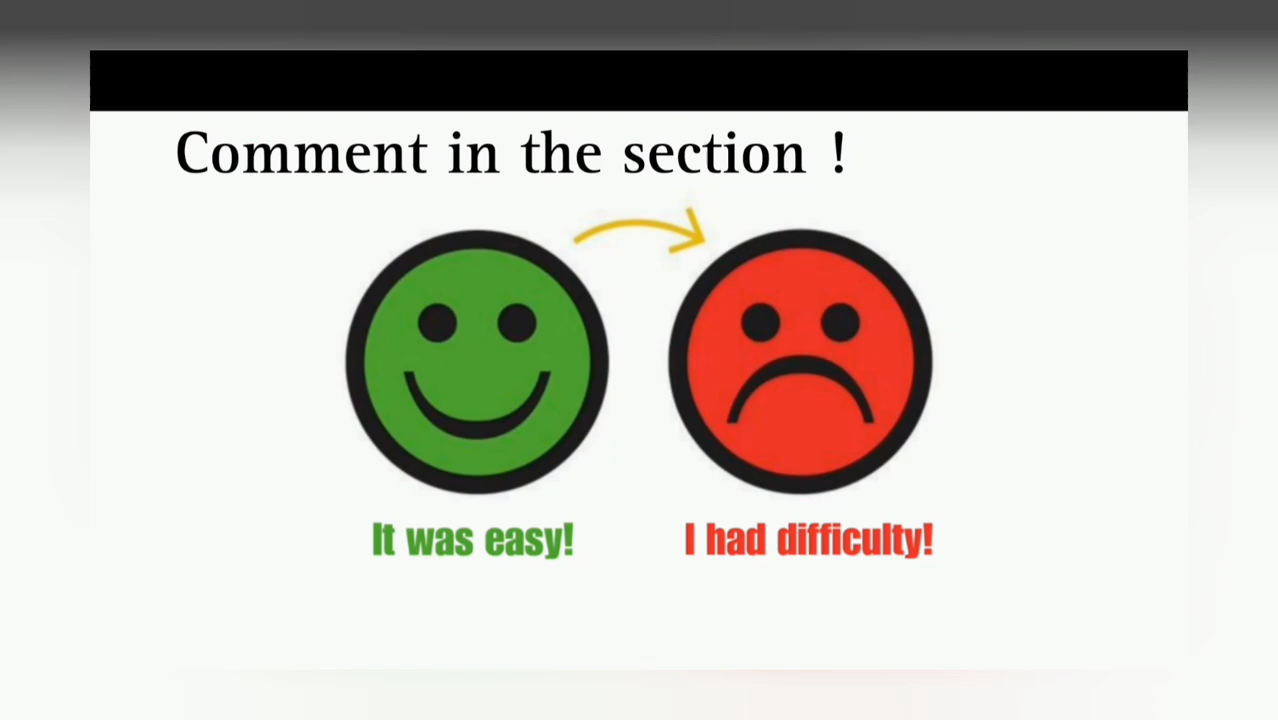 Comment in the section !
It was easy!
I had difficulty!